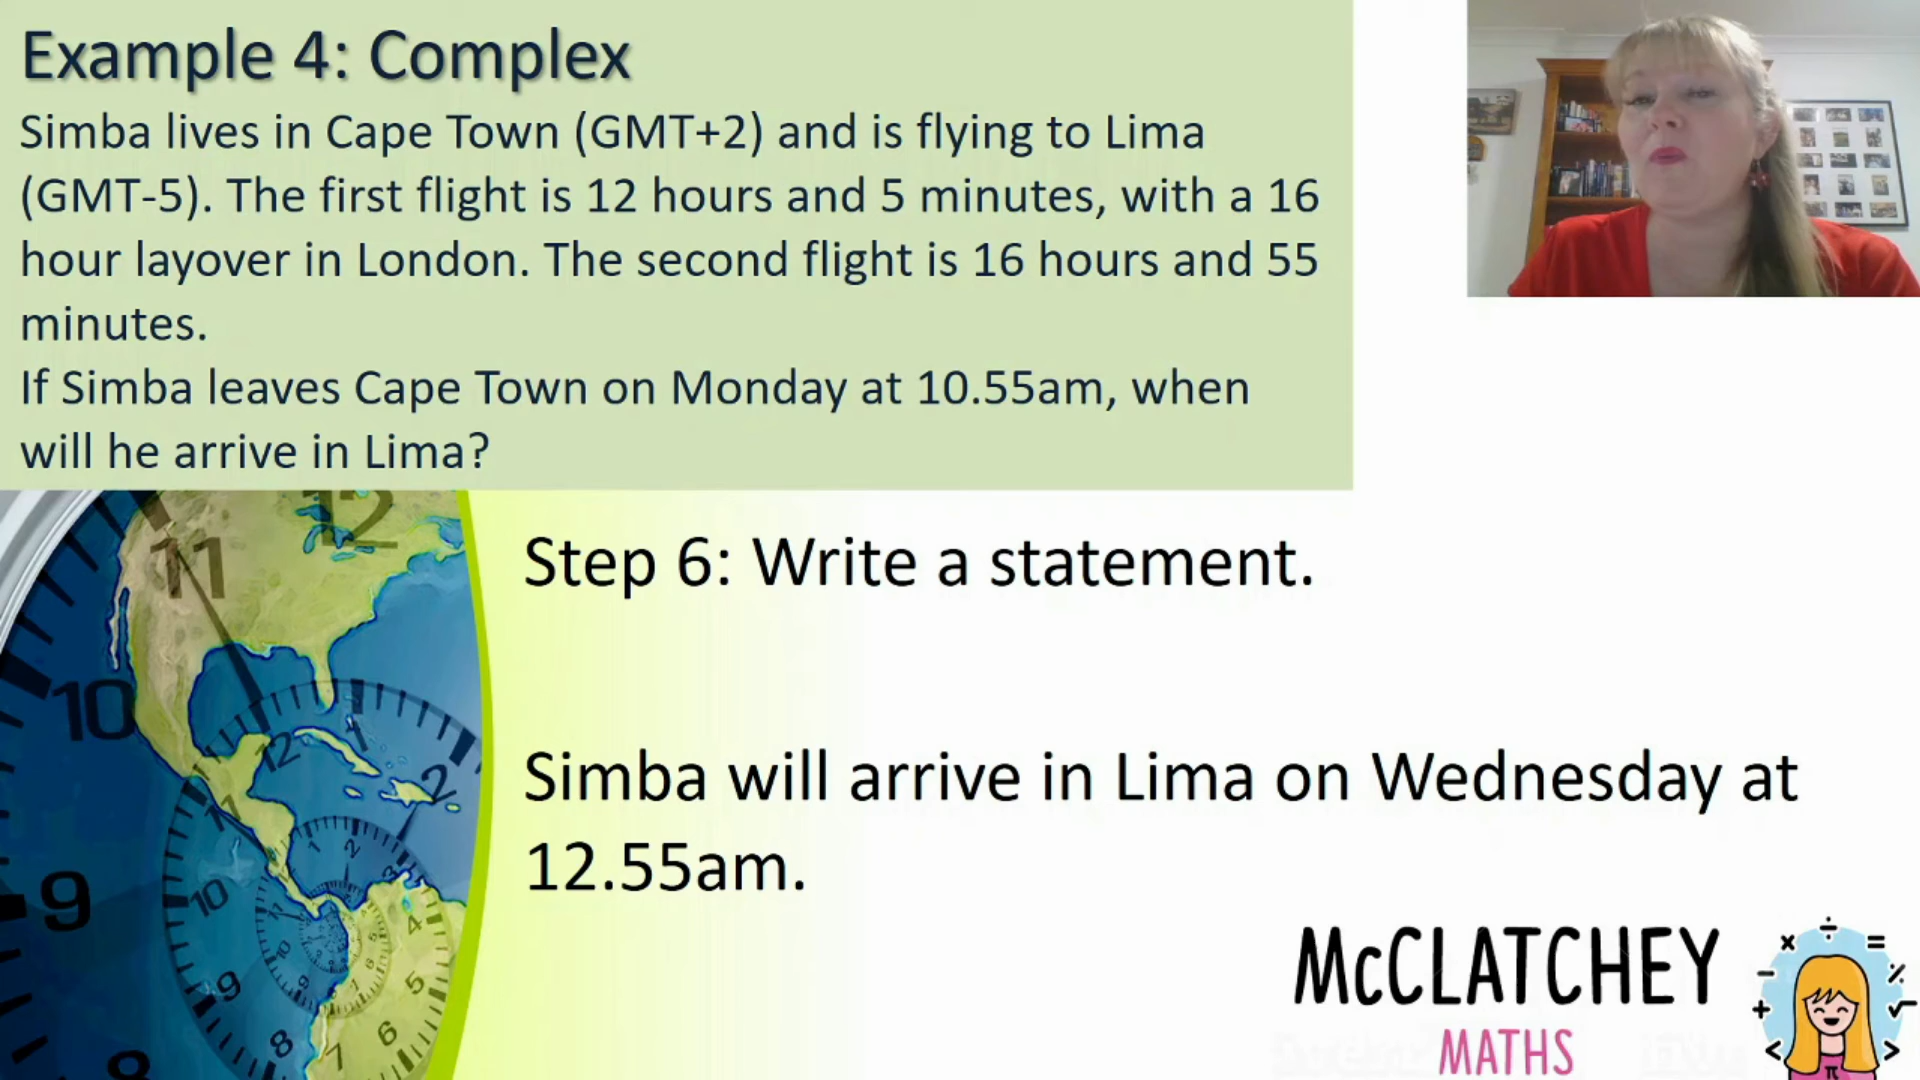 Example 4: Complex
Simba lives in Cape Town (GMT+2) and is flying to Lima
(GMT-5). The first flight is 12 hours and 5 minutes, with a 16
hour layover in London. The second flight is 16 hours and 55
minutes.
If Simba leaves Cape Town on Monday at 10.55am, when
will he arrive in Lima?
Step 6: Write a statement.
Simba will arrive in Lima on Wednesday at
12.55am.
McCLATCHEY
MATHS